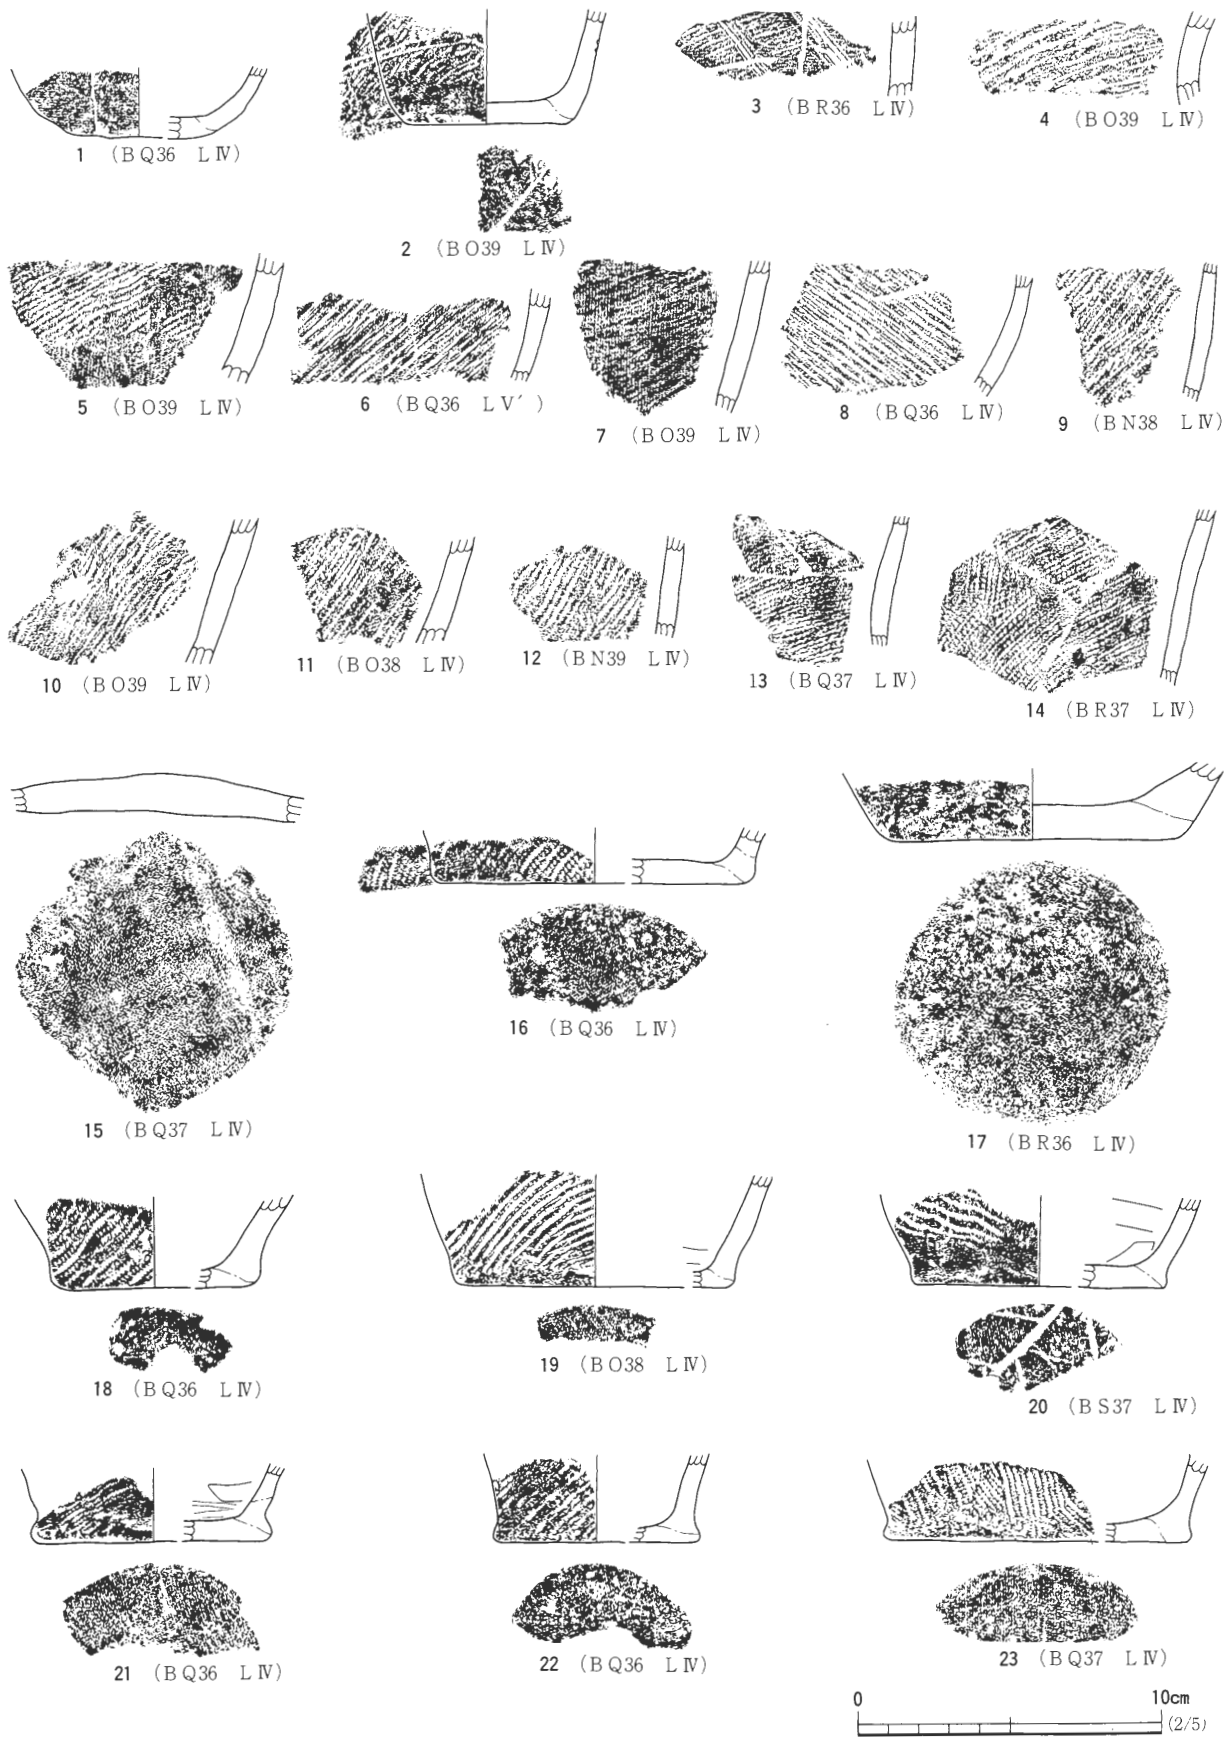 1 （BQ36 LⅣ）
2 （BO39 LⅣ）
3 （BR36 LⅣ）
4 （BO39 LⅣ）
5 （BO39 LⅣ）
6 （BQ36 LⅤ′）
7 （BO39 LⅣ）
8 （BQ36 LⅣ）
9 （BN38 LⅣ）
10 （BO39 LⅣ）
11 （BO38 LⅣ）
12 （BN39 LⅣ）
13 （BQ37 LⅣ）
14 （BR37 LⅣ）
15 （BQ37 LⅣ）
16 （BQ36 LⅣ）
17 （BR36 LⅣ）
18 （BQ36 LⅣ）
19 （BO38 LⅣ）
20 （BS37 LⅣ）
21 （BQ36 LⅣ）
22 （BQ36 LⅣ）
23 （BQ37 LⅣ）
0 10cm
(2/5)